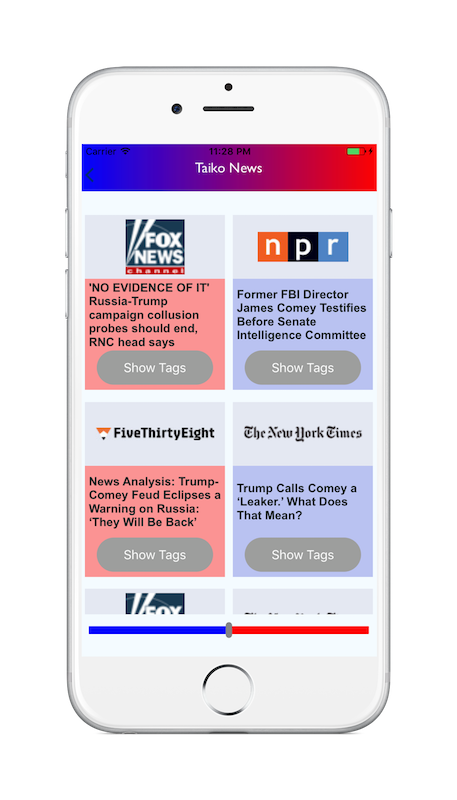 Carrier 11:28 PM
Taiko News
FOX
NEWS
channel
npr
'NO EVIDENCE OF IT'
Russia-Trump
campaign collusion
probes should end,
RNC head says
Show Tags
Former FBI Director
James Comey Testifies
Before Senate
Intelligence Committee
Show Tags
FiveThirtyEight
The New York Times
News Analysis: Trump-
Comey Feud Eclipses a
Warning on Russia:
‘They Will Be Back’
Show Tags
Trump Calls Comey a
‘Leaker.’ What Does
That Mean?
Show Tags
FOX